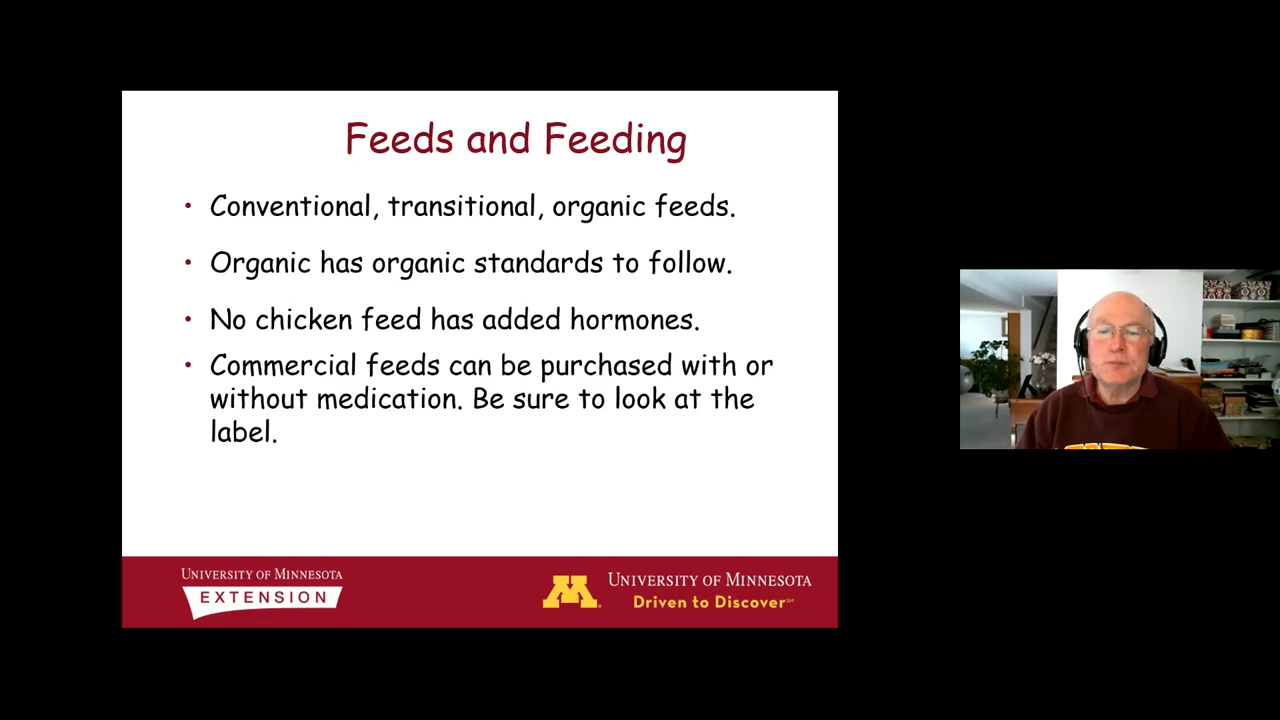 Feeds and Feeding
• Conventional, transitional, organic feeds.
• Organic has organic standards to follow.
• No chicken feed has added hormones.
• Commercial feeds can be purchased with or
without medication. Be sure to look at the
label.
UNIVERSITY OF MINNESOTA
EXTENSION
M
UNIVERSITY OF MINNESOTA
Driven to Discover℠